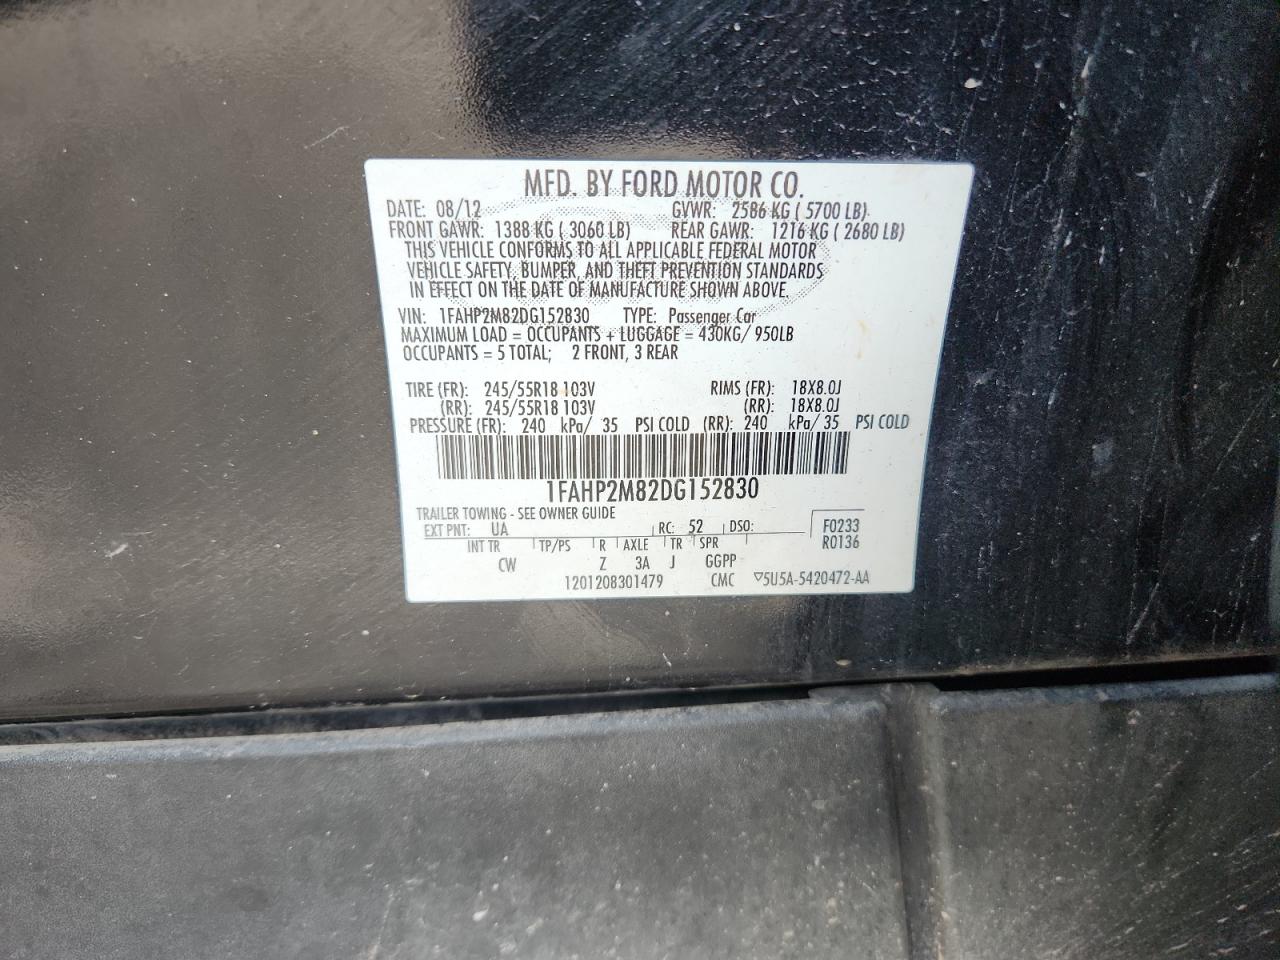 MFD. BY FORD MOTOR CO.
DATE: 08/12 GVWR: 2586 KG ( 5700 LB)
FRONT GAWR: 1388 KG ( 3060 LB) REAR GAWR: 1216 KG ( 2680 LB)
THIS VEHICLE CONFORMS TO ALL APPLICABLE FEDERAL MOTOR
VEHICLE SAFETY, BUMPER, AND THEFT PREVENTION STANDARDS
IN EFFECT ON THE DATE OF MANUFACTURE SHOWN ABOVE.
VIN: 1FAHP2M82DG152830 TYPE: Passenger Car
MAXIMUM LOAD = OCCUPANTS + LUGGAGE = 430KG/ 950LB
OCCUPANTS = 5 TOTAL; 2 FRONT, 3 REAR
TIRE (FR): 245/55R18 103V RIMS (FR): 18X8.0J
(RR): 245/55R18 103V (RR): 18X8.0J
PRESSURE (FR): 240 kPa/ 35 PSI COLD (RR): 240 kPa/ 35 PSI COLD
1FAHP2M82DG152830
TRAILER TOWING - SEE OWNER GUIDE
EXT PNT: UA RC: 52 DSO: F0233
INT TR TP/PS R AXLE TR SPR R0136
CW Z 3A J GGPP
1201208301479 CMC ▽5U5A-5420472-AA